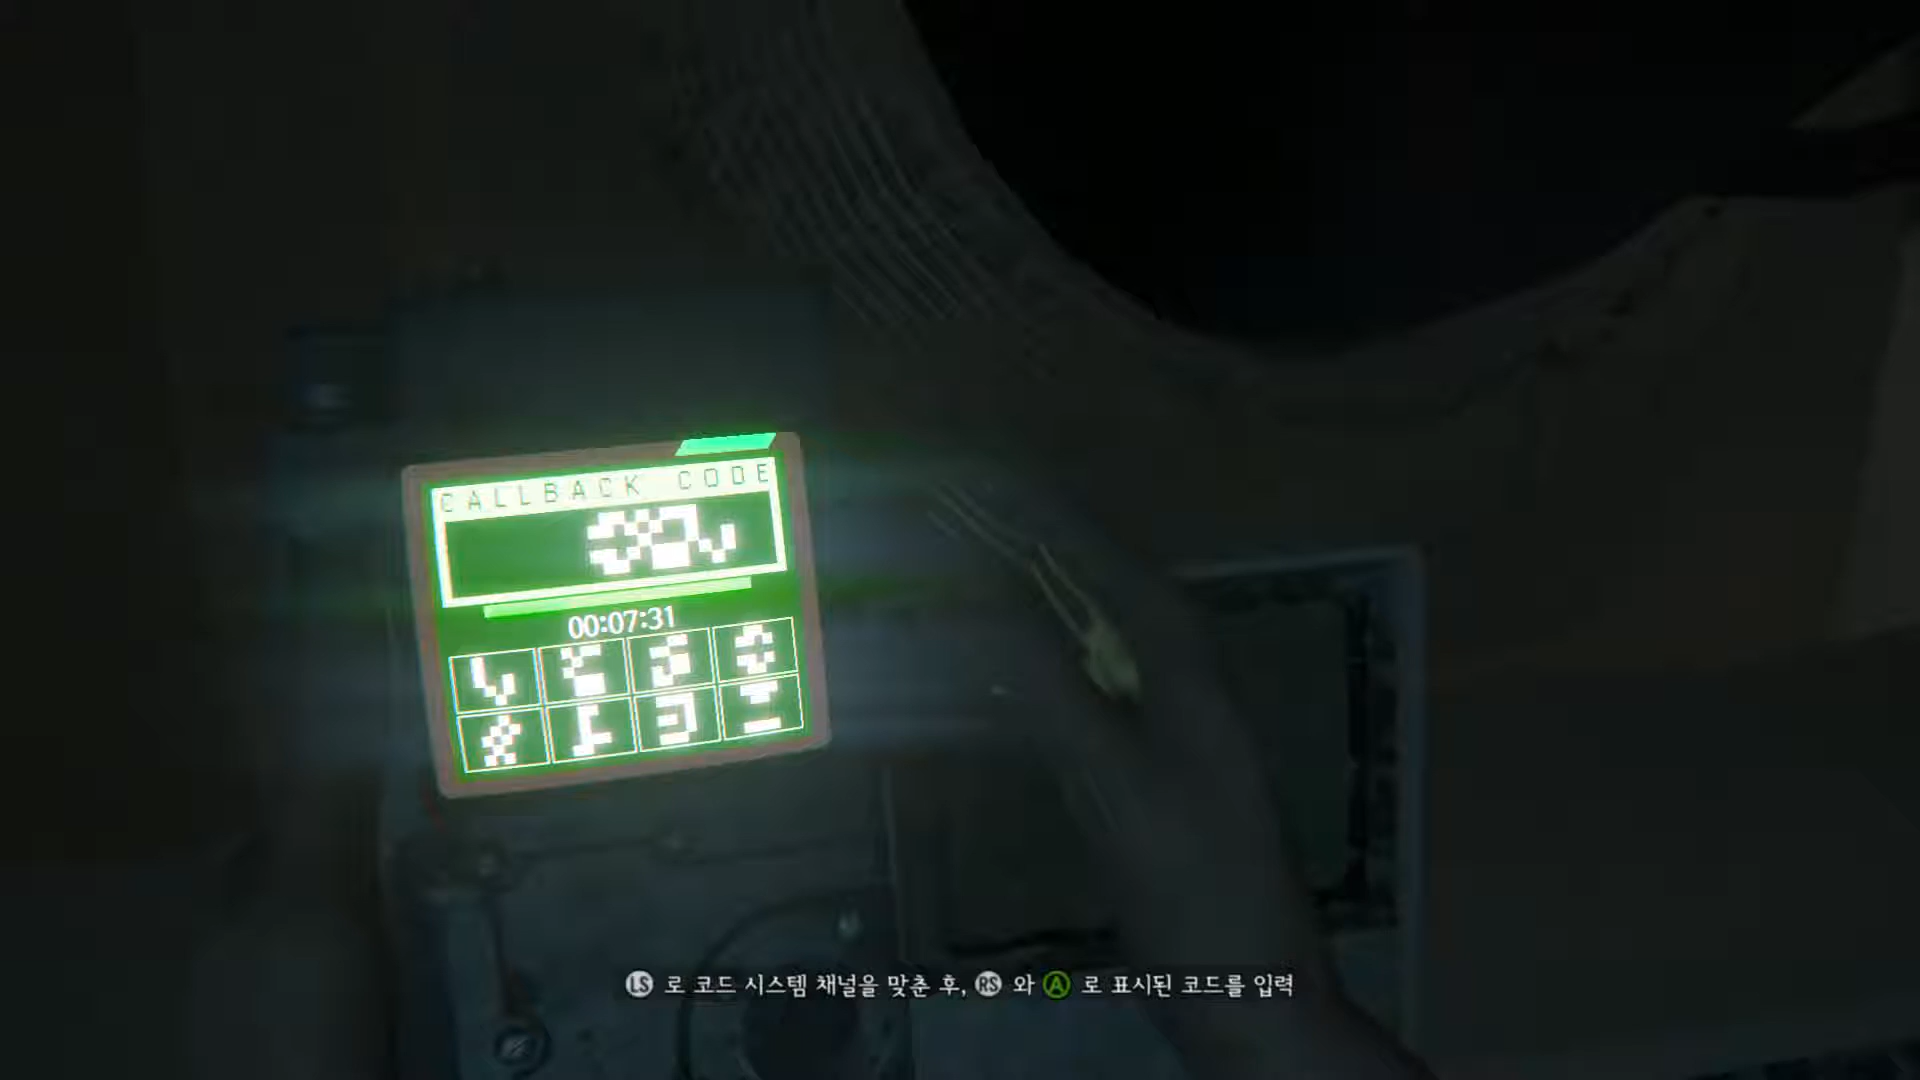 CALLBACK CODE
00:07:31
LS 로 코드 시스템 채널을 맞춘 후, RS 와 A 로 표시된 코드를 입력